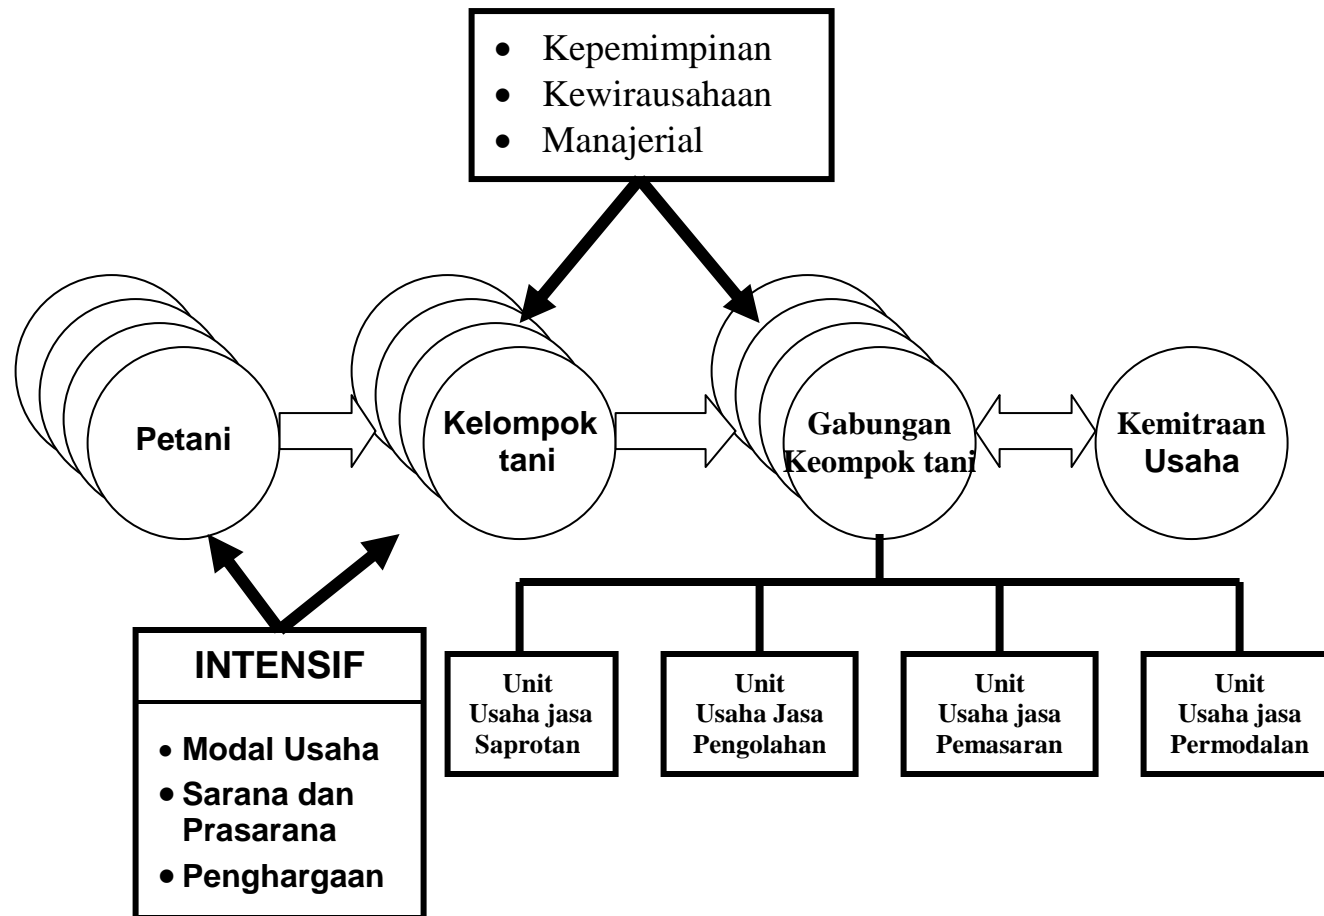 • Kepemimpinan
• Kewirausahaan
• Manajerial
Petani
Kelompok
tani
Gabungan
Keompok tani
Kemitraan
Usaha
INTENSIF
• Modal Usaha
• Sarana dan
Prasarana
• Penghargaan
Unit
Usaha jasa
Saprotan
Unit
Usaha Jasa
Pengolahan
Unit
Usaha jasa
Pemasaran
Unit
Usaha jasa
Permodalan